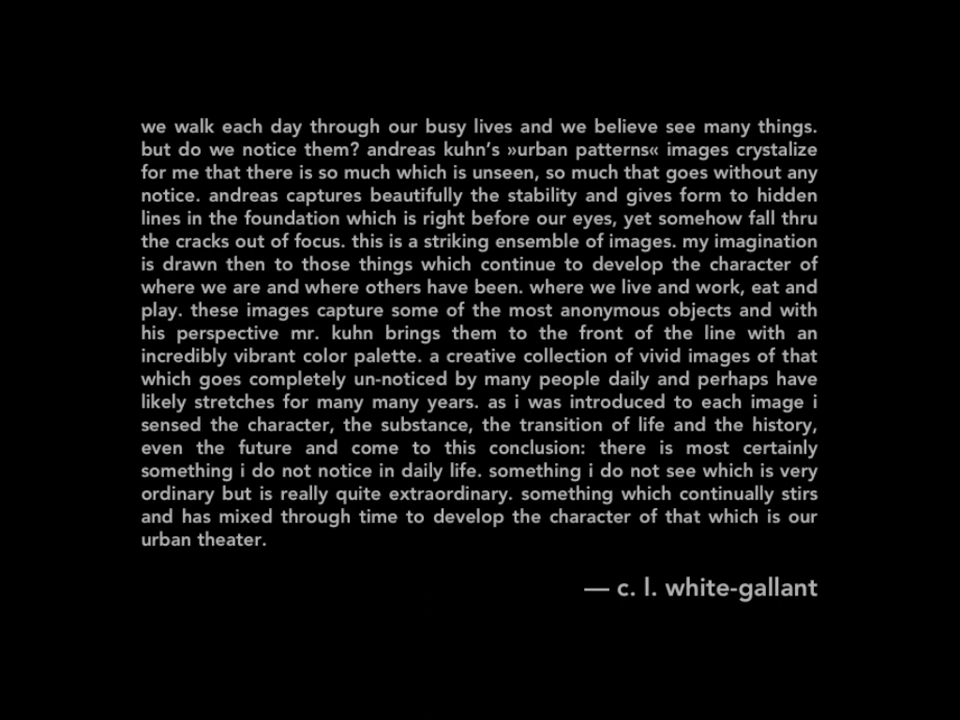 we walk each day through our busy lives and we believe see many things.
but do we notice them? andreas kuhn's »urban patterns« images crystalize
for me that there is so much which is unseen, so much that goes without any
notice. andreas captures beautifully the stability and gives form to hidden
lines in the foundation which is right before our eyes, yet somehow fall thru
the cracks out of focus. this is a striking ensemble of images. my imagination
is drawn then to those things which continue to develop the character of
where we are and where others have been. where we live and work, eat and
play. these images capture some of the most anonymous objects and with
his perspective mr. kuhn brings them to the front of the line with an
incredibly vibrant color palette. a creative collection of vivid images of that
which goes completely un-noticed by many people daily and perhaps have
likely stretches for many many years. as i was introduced to each image i
sensed the character, the substance, the transition of life and the history,
even the future and come to this conclusion: there is most certainly
something i do not notice in daily life. something i do not see which is very
ordinary but is really quite extraordinary. something which continually stirs
and has mixed through time to develop the character of that which is our
urban theater.
— c. l. white-gallant